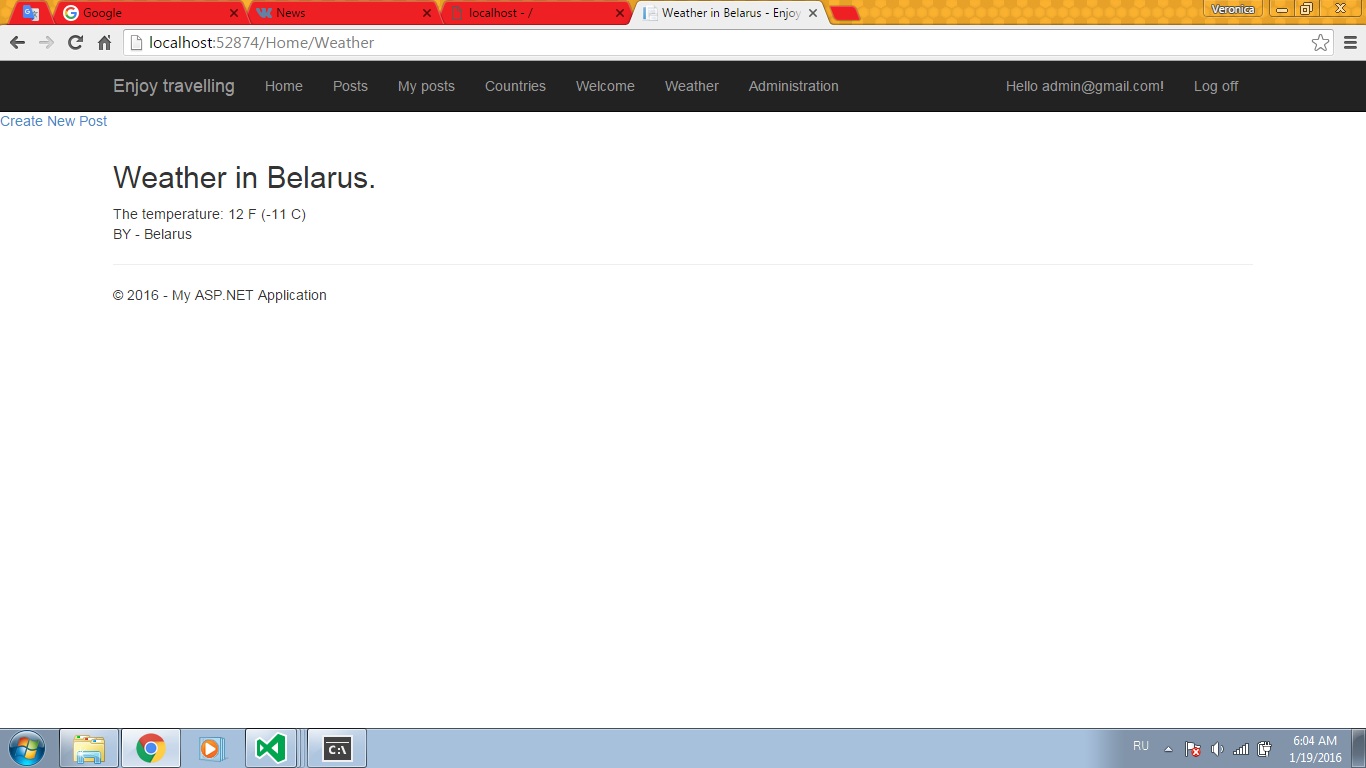 Google
News
localhost - /
Weather in Belarus - Enjoy
Veronica
localhost:52874/Home/Weather
Enjoy travelling Home Posts My posts Countries Welcome Weather Administration Hello admin@gmail.com! Log off
Create New Post
Weather in Belarus.
The temperature: 12 F (-11 C)
BY - Belarus
© 2016 - My ASP.NET Application
C:\
RU
6:04 AM
1/19/2016